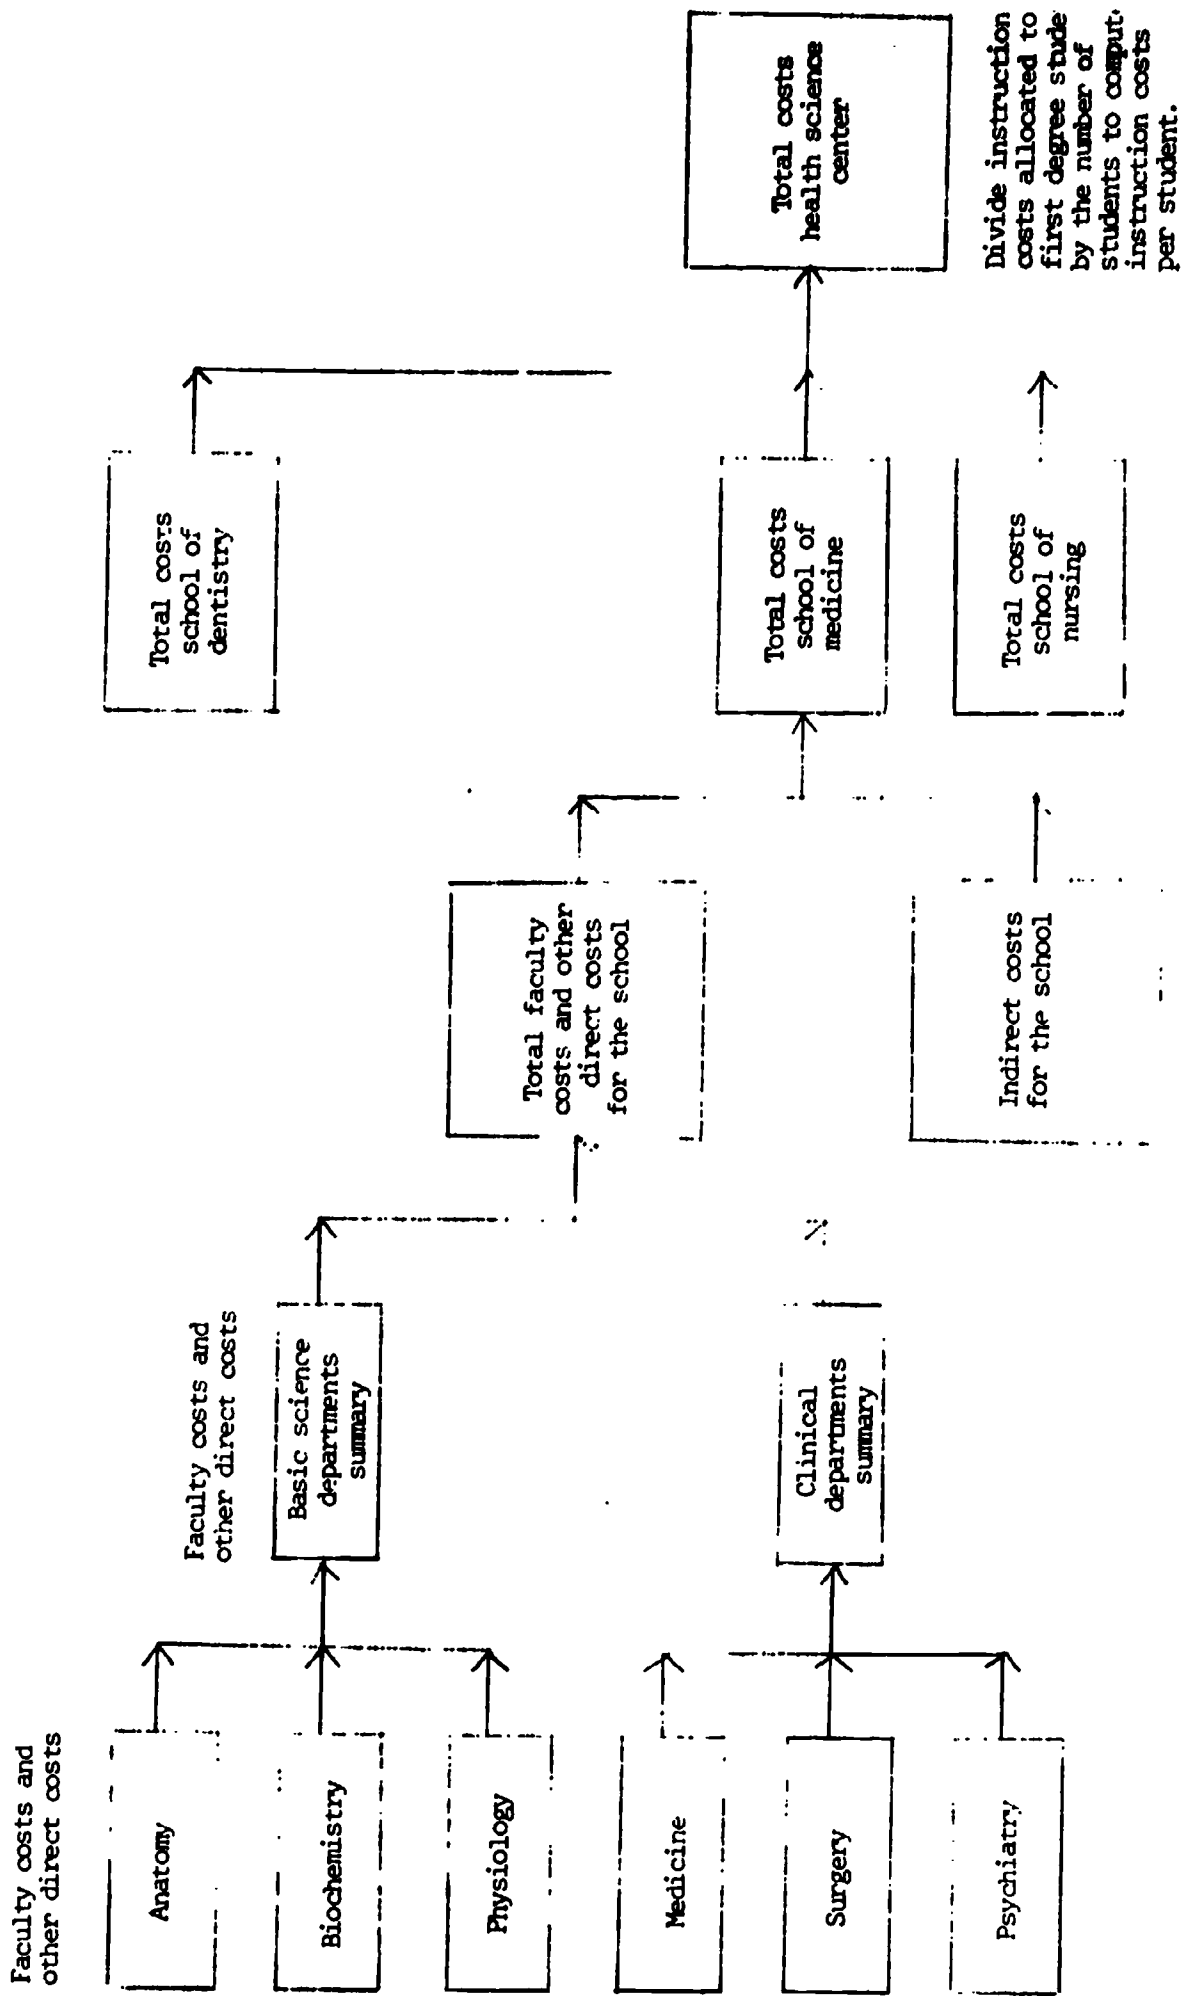 Faculty costs and
other direct costs
Anatomy
Biochemistry
Physiology
Medicine
Surgery
Psychiatry
Faculty costs and
other direct costs
Basic science
departments
summary
Clinical
departments
summary
Total faculty
costs and other
direct costs
for the school
Indirect costs
for the school
Total costs
school of
dentistry
Total costs
school of
medicine
Total costs
school of
nursing
Total costs
health science
center
Divide instruction
costs allocated to
first degree stude
by the number of
students to comput
instruction costs
per student.